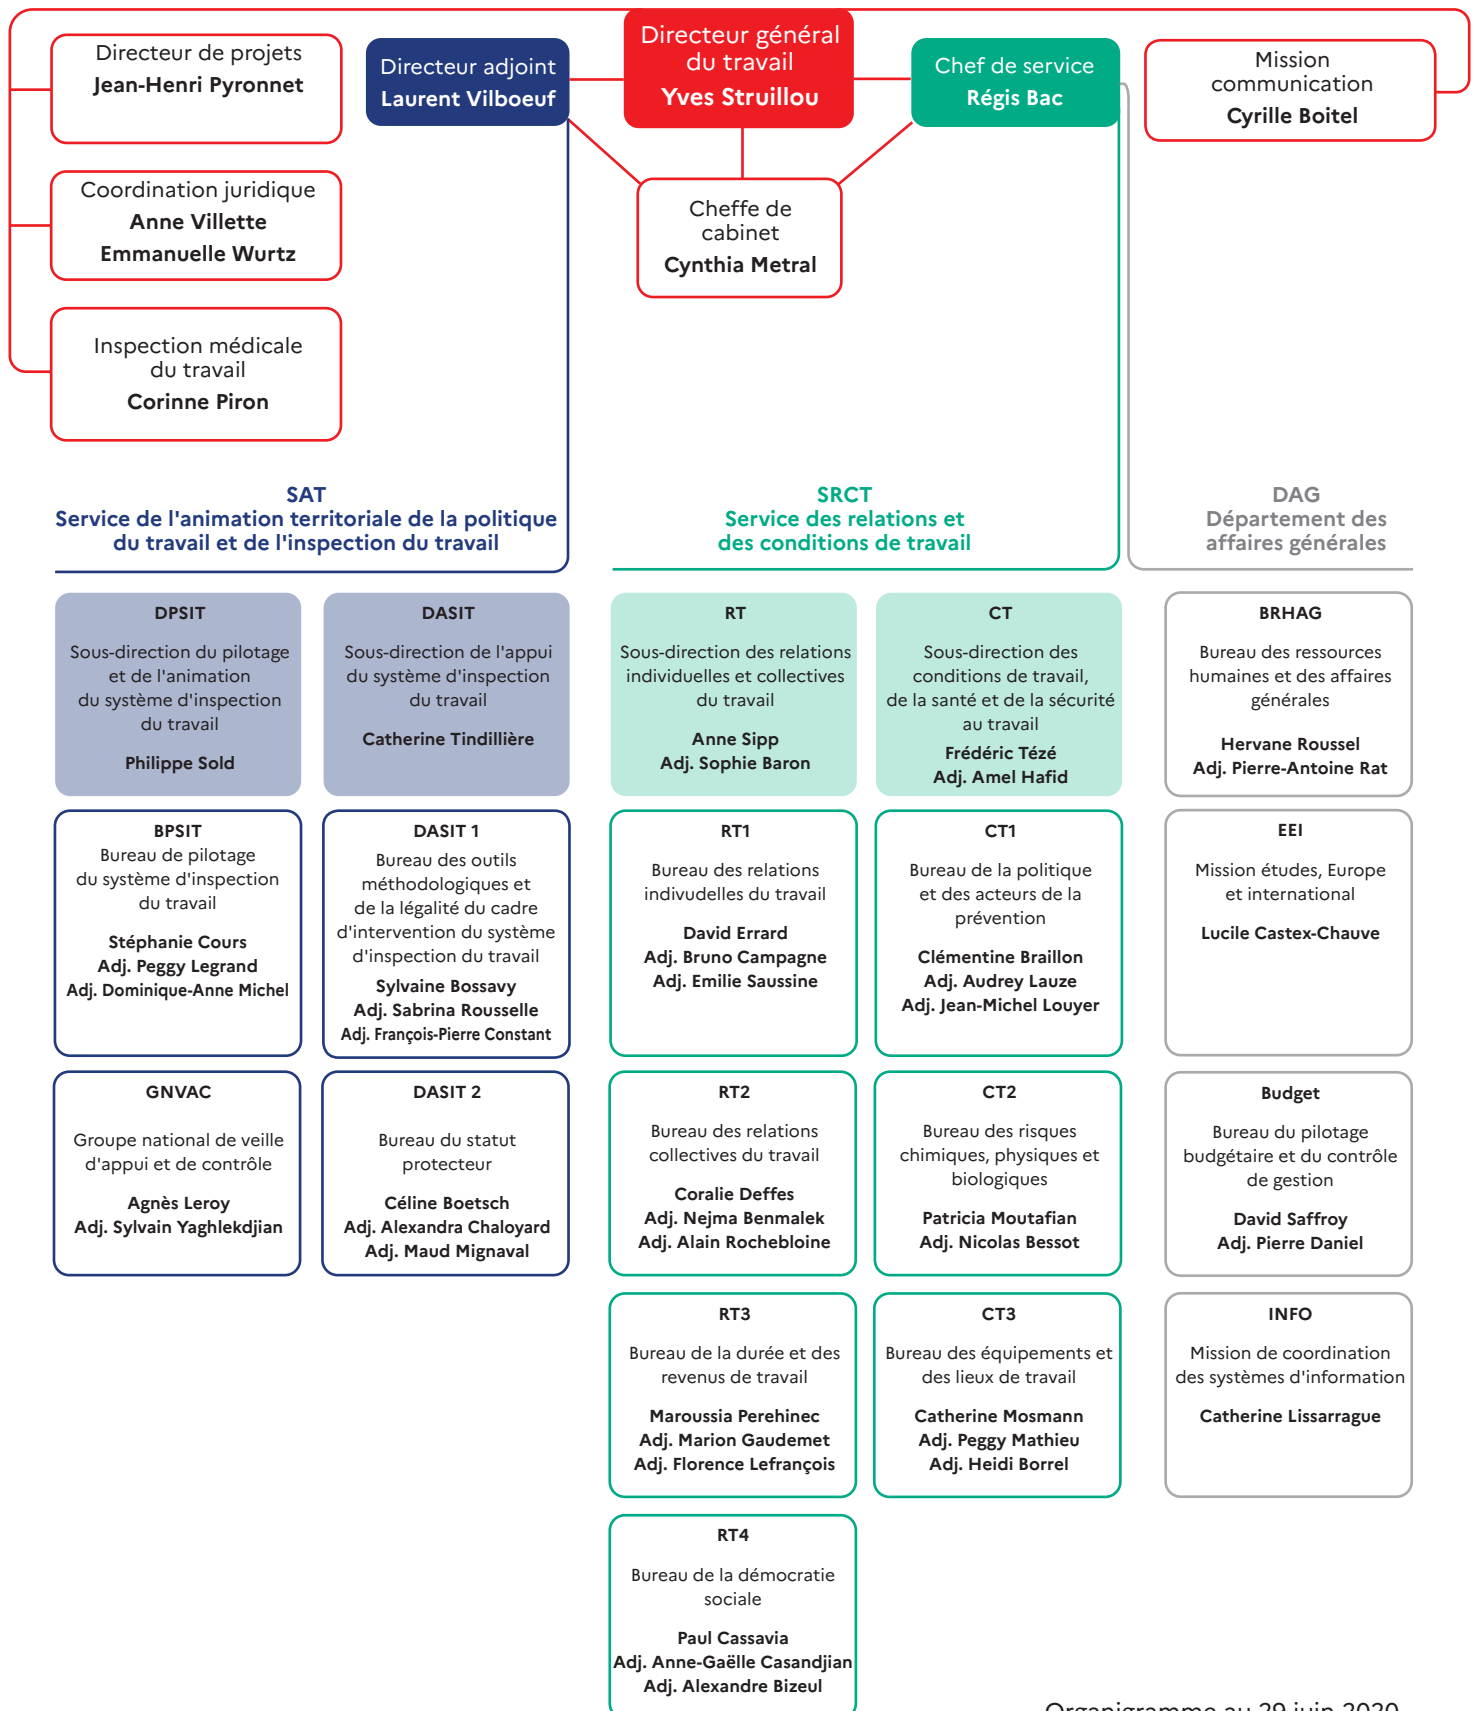 Directeur de projets
Jean-Henri Pyronnet
Directeur adjoint
Laurent Vilboeuf
Directeur général
du travail
Yves Struillou
Chef de service
Régis Bac
Mission
communication
Cyrille Boitel
Coordination juridique
Anne Villette
Emmanuelle Wurtz
Cheffe de
cabinet
Cynthia Metral
Inspection médicale
du travail
Corinne Piron
SAT
Service de l'animation territoriale de la politique
du travail et de l'inspection du travail
SRCT
Service des relations et
des conditions de travail
DAG
Département des
affaires générales
DPSIT
Sous-direction du pilotage
et de l'animation
du système d'inspection
du travail
Philippe Sold
DASIT
Sous-direction de l'appui
du système d'inspection
du travail
Catherine Tindillière
RT
Sous-direction des relations
individuelles et collectives
du travail
Anne Sipp
Adj. Sophie Baron
CT
Sous-direction des
conditions de travail,
de la santé et de la sécurité
au travail
Frédéric Tézé
Adj. Amel Hafid
BRHAG
Bureau des ressources
humaines et des affaires
générales
Hervane Roussel
Adj. Pierre-Antoine Rat
BPSIT
Bureau de pilotage
du système d'inspection
du travail
Stéphanie Cours
Adj. Peggy Legrand
Adj. Dominique-Anne Michel
DASIT 1
Bureau des outils
méthodologiques et
de la légalité du cadre
d'intervention du système
d'inspection du travail
Sylvaine Bossavy
Adj. Sabrina Rousselle
Adj. François-Pierre Constant
RT1
Bureau des relations
indivudelles du travail
David Errard
Adj. Bruno Campagne
Adj. Emilie Saussine
CT1
Bureau de la politique
et des acteurs de la
prévention
Clémentine Braillon
Adj. Audrey Lauze
Adj. Jean-Michel Louyer
EEI
Mission études, Europe
et international
Lucile Castex-Chauve
GNVAC
Groupe national de veille
d'appui et de contrôle
Agnès Leroy
Adj. Sylvain Yaghlekdjian
DASIT 2
Bureau du statut
protecteur
Céline Boetsch
Adj. Alexandra Chaloyard
Adj. Maud Mignaval
RT2
Bureau des relations
collectives du travail
Coralie Deffes
Adj. Nejma Benmalek
Adj. Alain Rochebloine
CT2
Bureau des risques
chimiques, physiques et
biologiques
Patricia Moutafian
Adj. Nicolas Bessot
Budget
Bureau du pilotage
budgétaire et du contrôle
de gestion
David Saffroy
Adj. Pierre Daniel
RT3
Bureau de la durée et des
revenus de travail
Maroussia Perehinec
Adj. Marion Gaudemet
Adj. Florence Lefrançois
CT3
Bureau des équipements et
des lieux de travail
Catherine Mosmann
Adj. Peggy Mathieu
Adj. Heidi Borrel
INFO
Mission de coordination
des systèmes d'information
Catherine Lissarrague
RT4
Bureau de la démocratie
sociale
Paul Cassavia
Adj. Anne-Gaëlle Casandjian
Adj. Alexandre Bizeul
Organigramme au 29 juin 2020